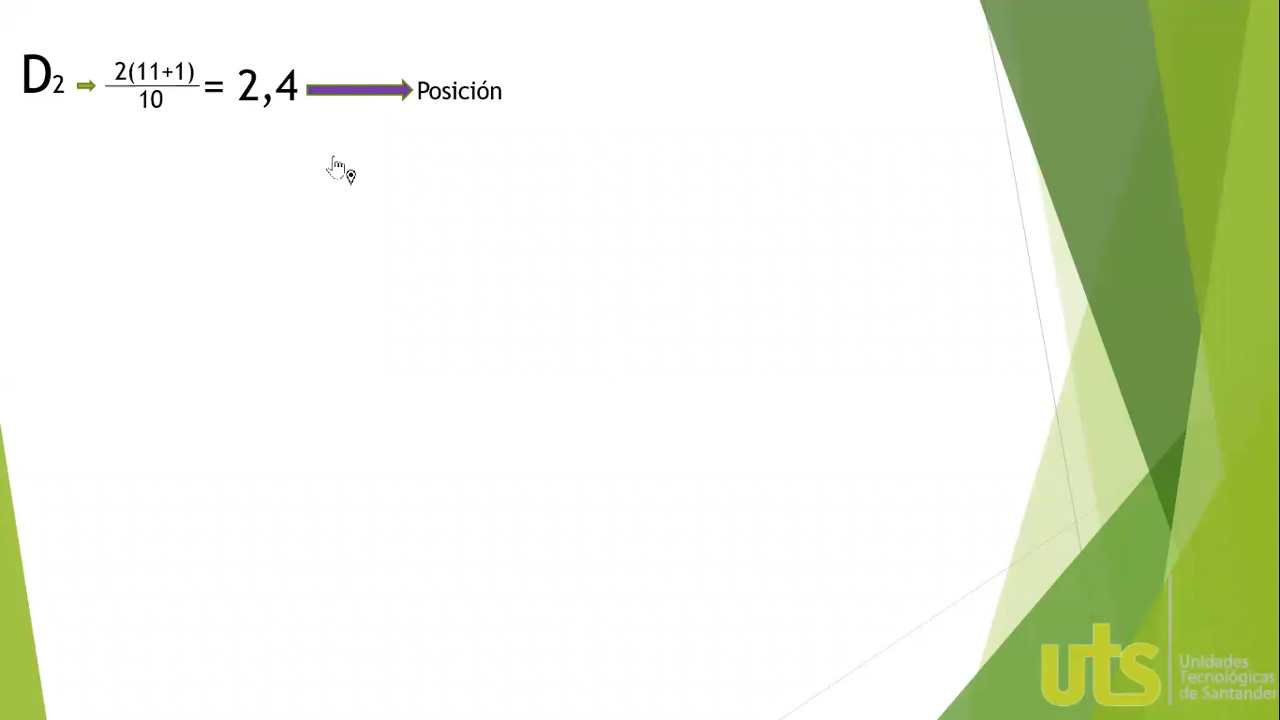 D₂ 2(11+1)/10 = 2,4 Posición
uts
Unidades
Tecnológicas
de Santander